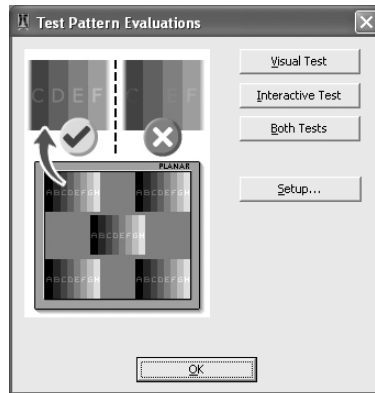 Test Pattern Evaluations
C D E F
C E F
Visual Test
Interactive Test
Both Tests
Setup...
PLANAR
ABCDEFGH
ABCDEFGH
ABCDEFGH
ABCDEFGH
ABCDEFGH
OK